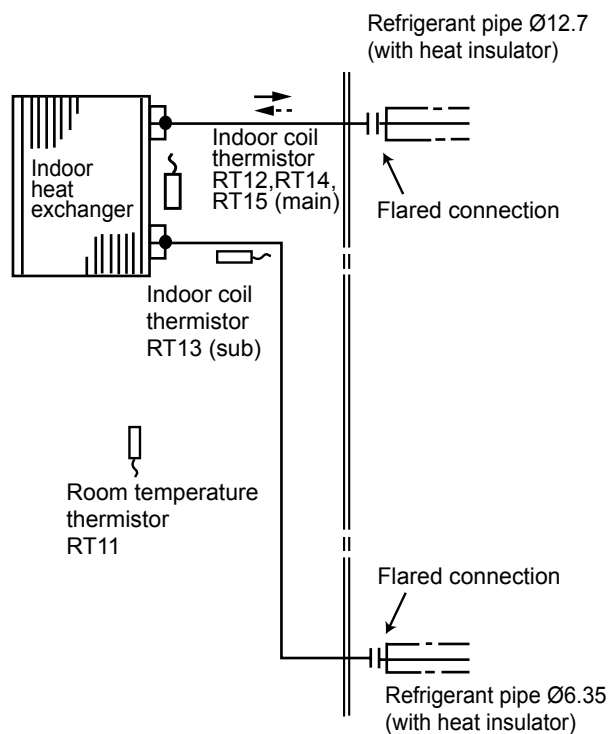 Refrigerant pipe Ø12.7
(with heat insulator)
Indoor
heat
exchanger
Indoor coil
thermistor
RT12,RT14,
RT15 (main)
Flared connection
Indoor coil
thermistor
RT13 (sub)
Room temperature
thermistor
RT11
Flared connection
Refrigerant pipe Ø6.35
(with heat insulator)